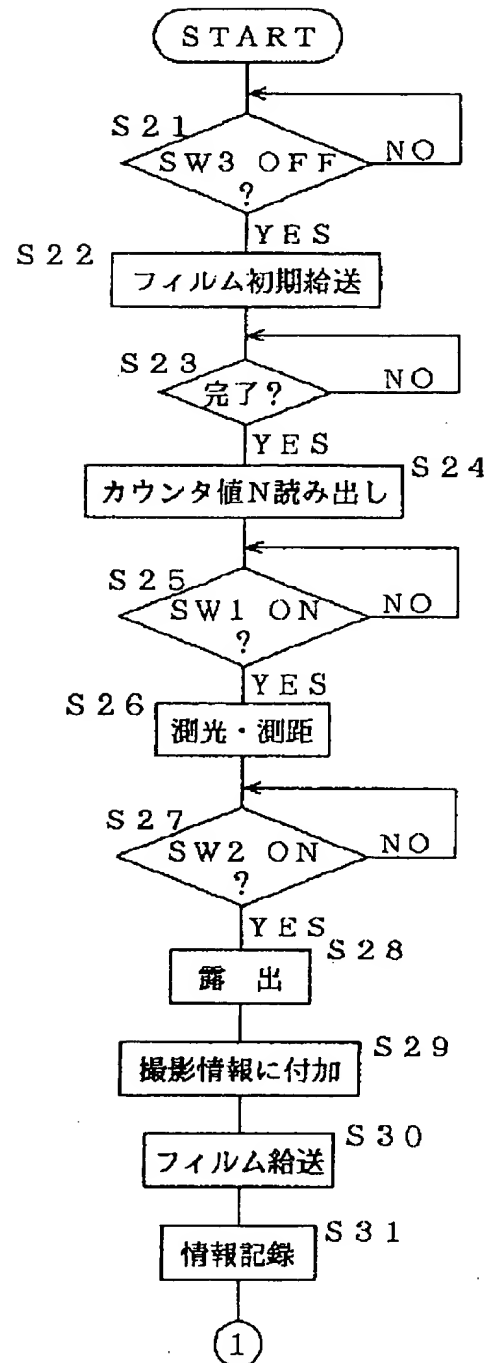 START
S21
SW3 OFF
?
NO
YES
S22
フィルム初期給送
S23
完了?
NO
YES
S24
カウンタ値N読み出し
S25
SW1 ON
?
NO
YES
S26
測光・測距
S27
SW2 ON
?
NO
YES
S28
露 出
S29
撮影情報に付加
S30
フィルム給送
S31
情報記録
1